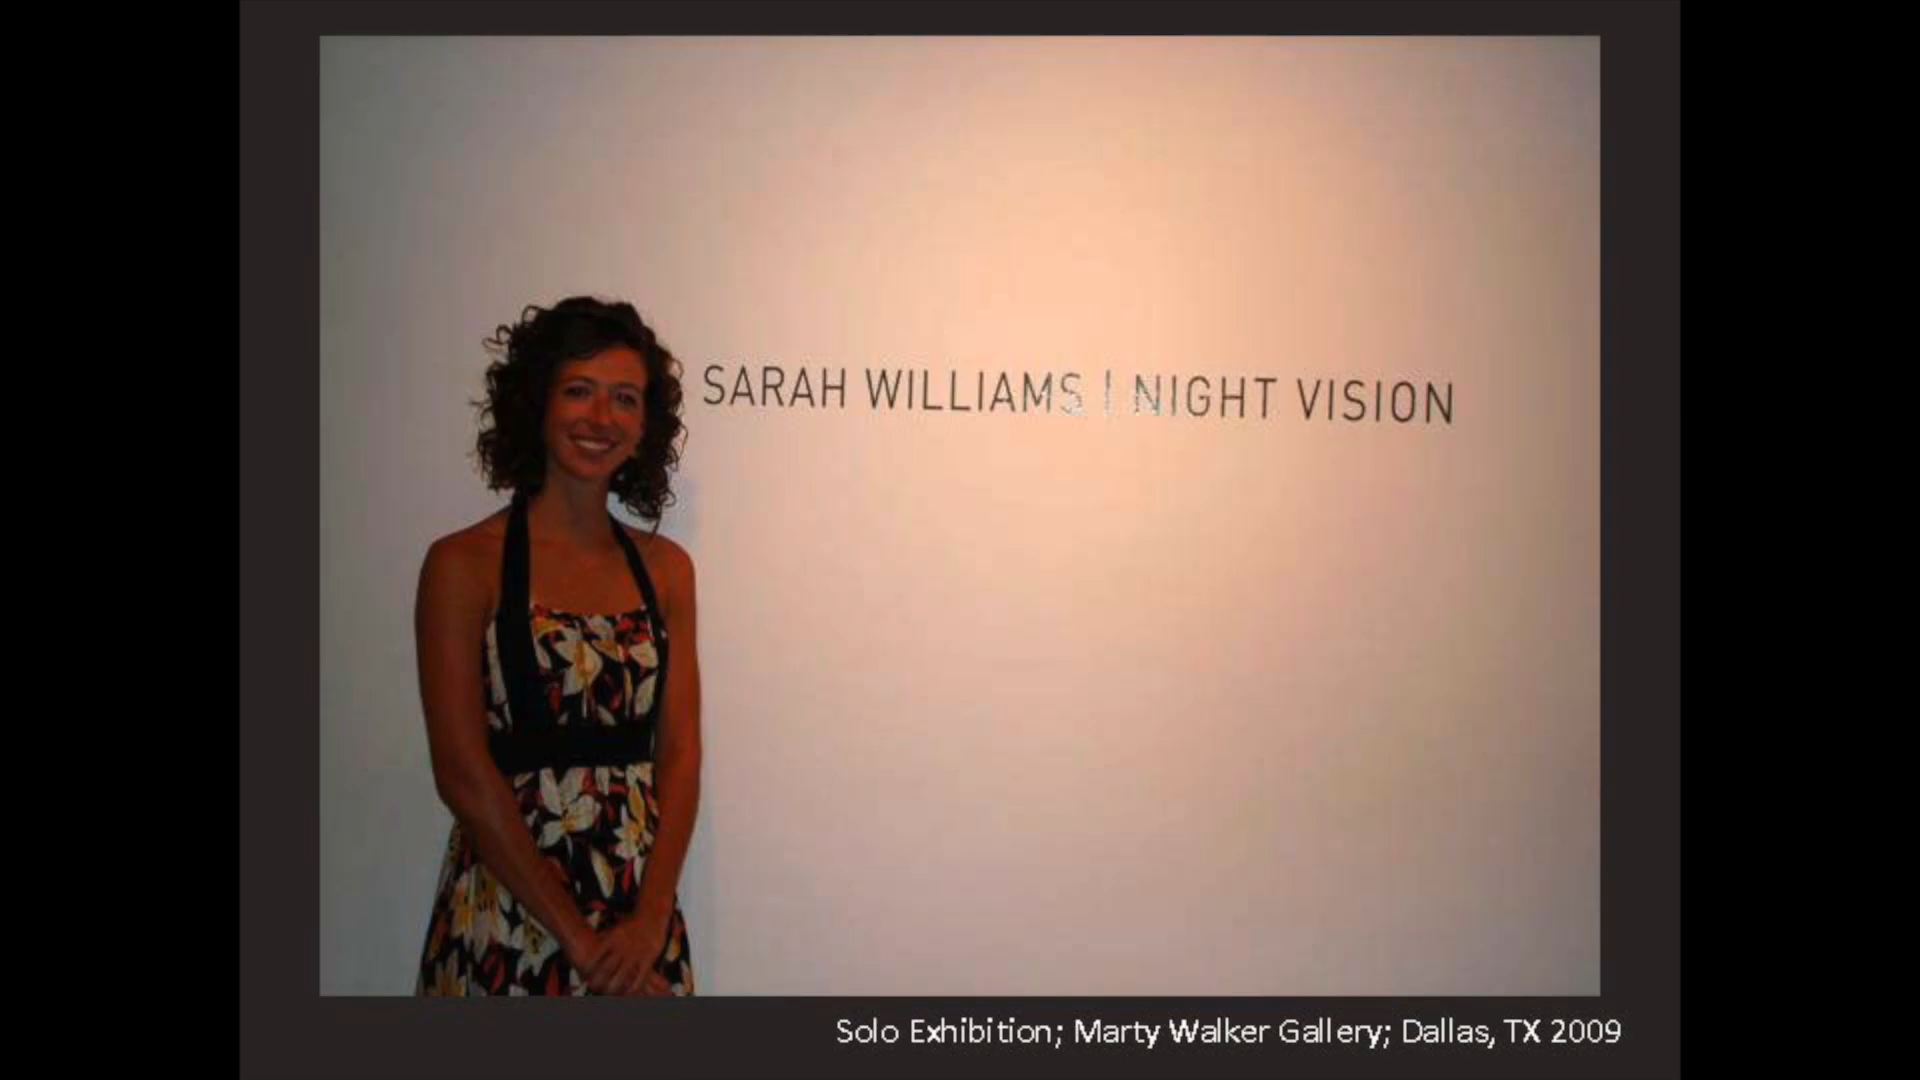 SARAH WILLIAMS | NIGHT VISION
Solo Exhibition; Marty Walker Gallery; Dallas, TX 2009